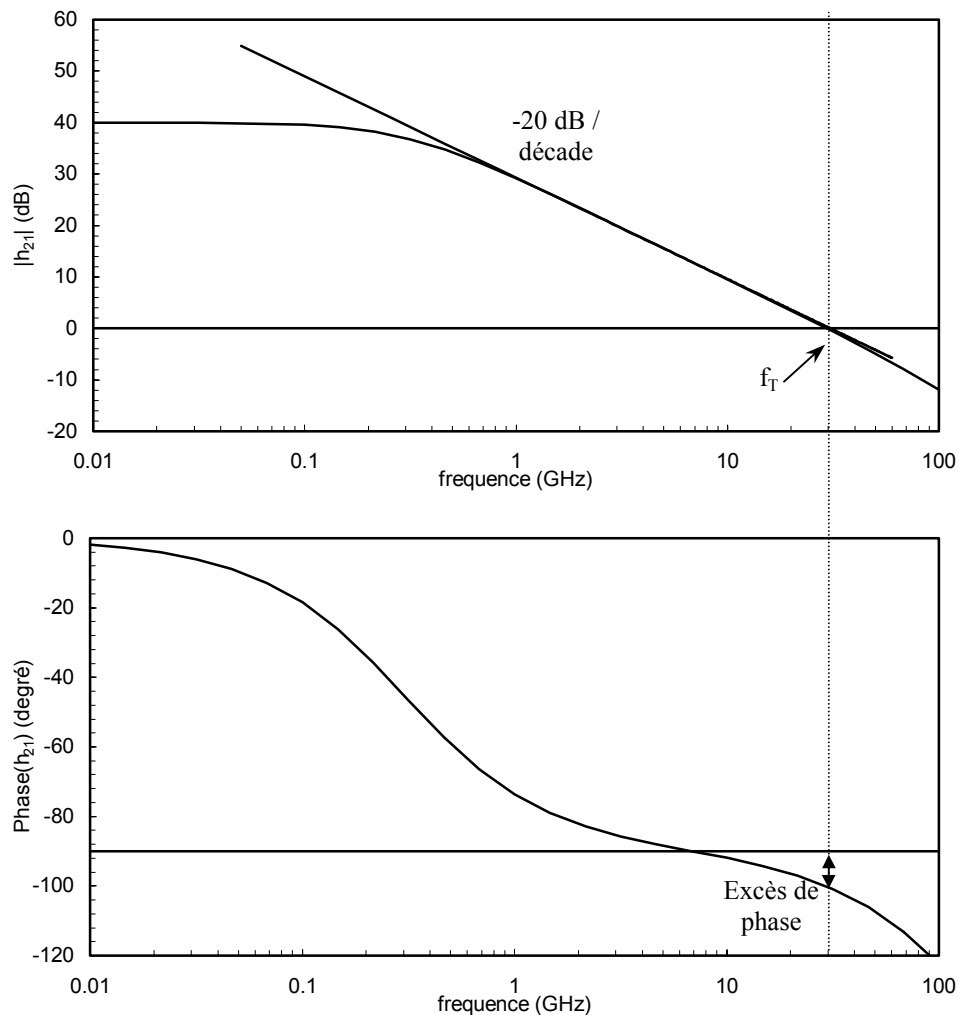 60
50
40
30
20
10
0
-10
-20
|h21| (dB)
-20 dB /
décade
fT
0.01 0.1 1 10 100
frequence (GHz)
0
-20
-40
-60
-80
-100
-120
Phase(h21) (degré)
Excès de
phase
0.01 0.1 1 10 100
frequence (GHz)